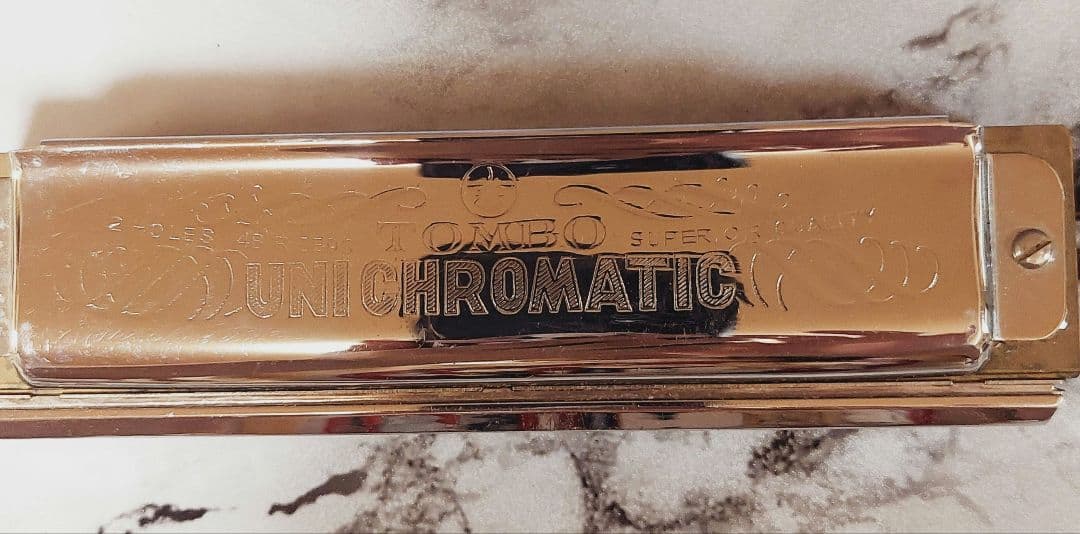 HOLES 48 REEDS TOMBO SUPERIOR QUALITY
UNI CHROMATIC